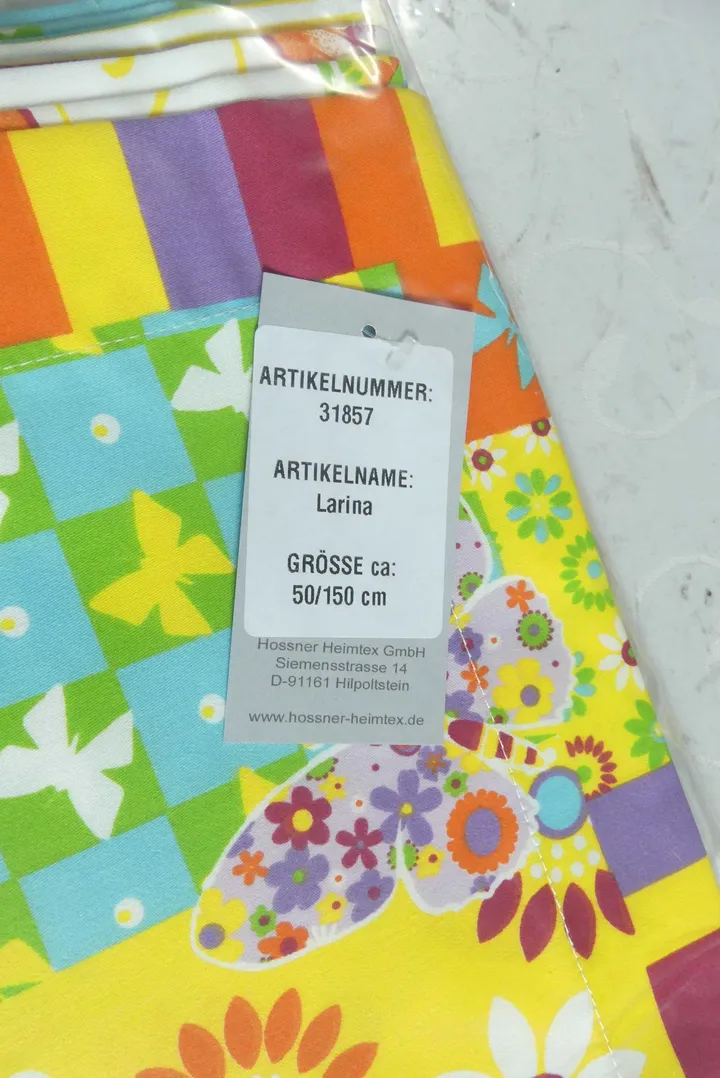 ARTIKELNUMMER:
31857
ARTIKELNAME:
Larina
GRÖSSE ca:
50/150 cm
Hossner Heimtex GmbH
Siemensstrasse 14
D-91161 Hilpoltstein
www.hossner-heimtex.de